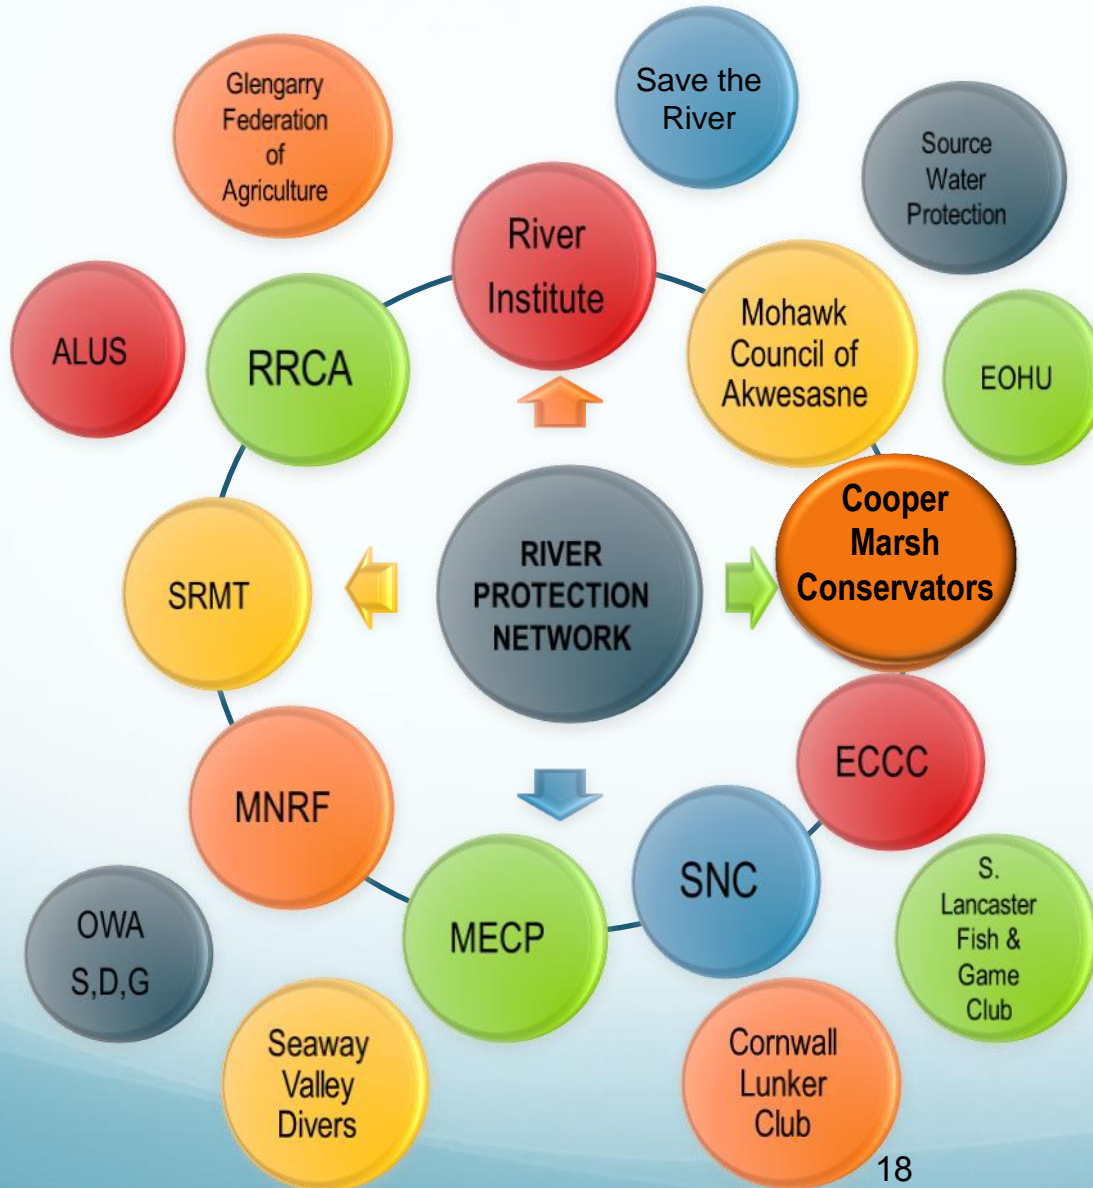 Glengarry
Federation
of
Agriculture
Save the
River
Source
Water
Protection
River
Institute
Mohawk
Council of
Akwesasne
ALUS
RRCA
EOHU
Cooper
Marsh
Conservators
SRMT
RIVER
PROTECTION
NETWORK
ECCC
MNRF
SNC
S.
Lancaster
Fish &
Game
Club
OWA
S,D,G
MECP
Seaway
Valley
Divers
Cornwall
Lunker
Club
18